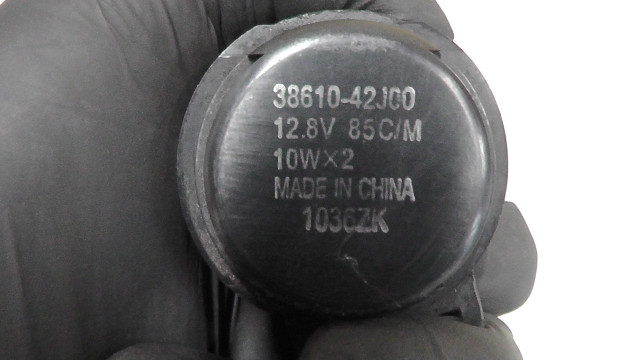 38610-42J00
12.8V 85C/M
10W×2
MADE IN CHINA
1036ZK